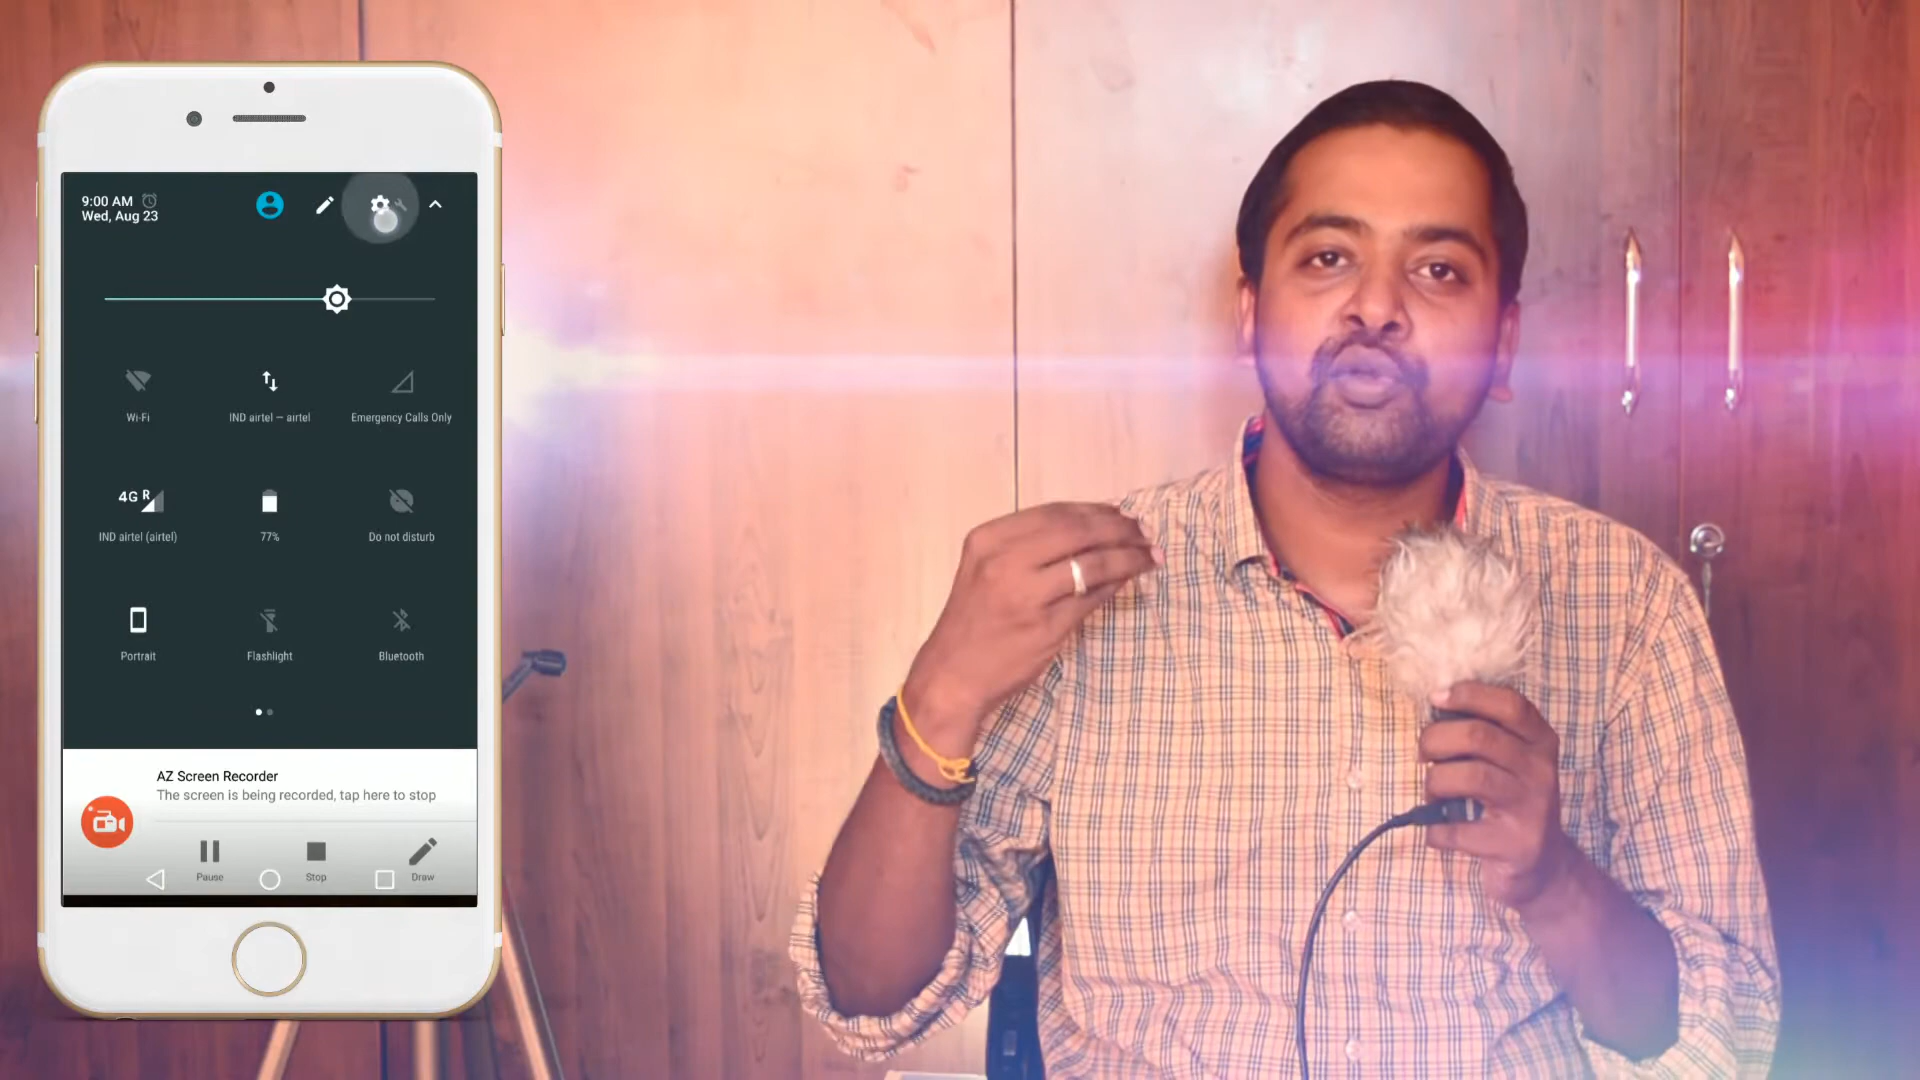 9:00 AM
Wed, Aug 23
Wi-Fi
IND airtel — airtel
Emergency Calls Only
4G R
IND airtel (airtel)
77%
Do not disturb
Portrait
Flashlight
Bluetooth
AZ Screen Recorder
The screen is being recorded, tap here to stop
Pause
Stop
Draw